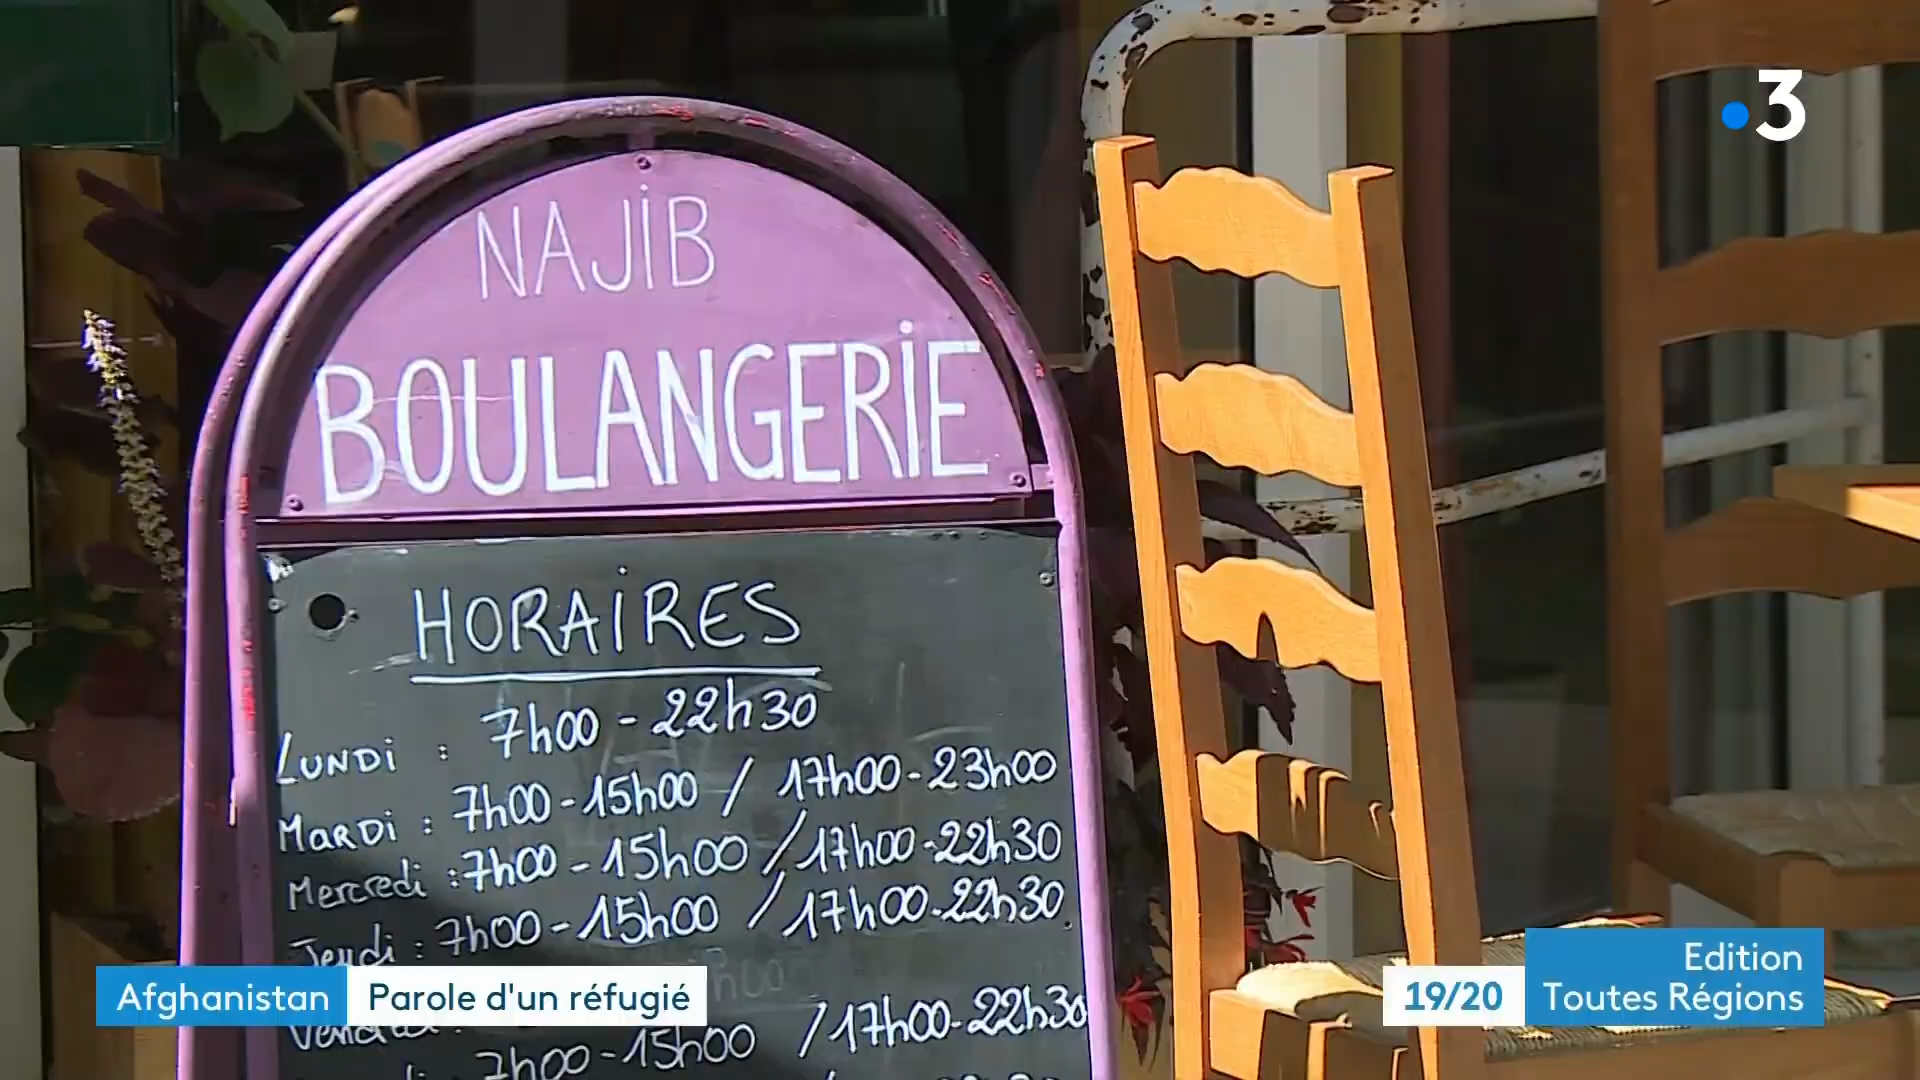 3
NAJIB
BOULANGERIE
HORAIRES
LUNDI : 7h00 - 22h30
MARDI : 7h00 - 15h00 / 17h00 - 23h00
Mercredi : 7h00 - 15h00 / 17h00 - 22h30
Jeudi : 7h00 - 15h00 / 17h00 - 22h30
7h00 - 15h00 / 17h00 - 22h30
Afghanistan Parole d'un réfugié
19/20 Edition
Toutes Régions